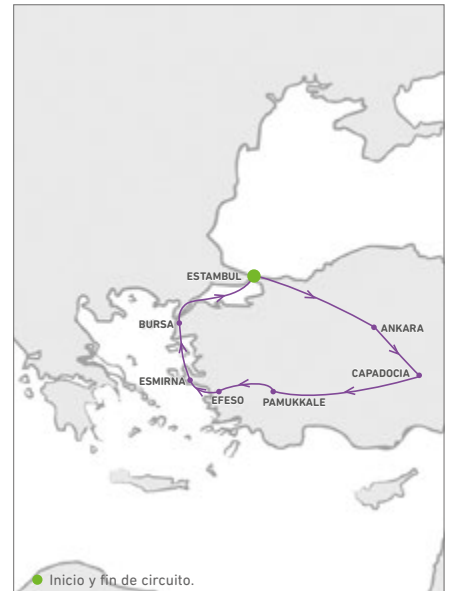 ESTAMBUL
BURSA
ANKARA
CAPADOCIA
ESMIRNA
EFESO
PAMUKKALE
Inicio y fin de circuito.